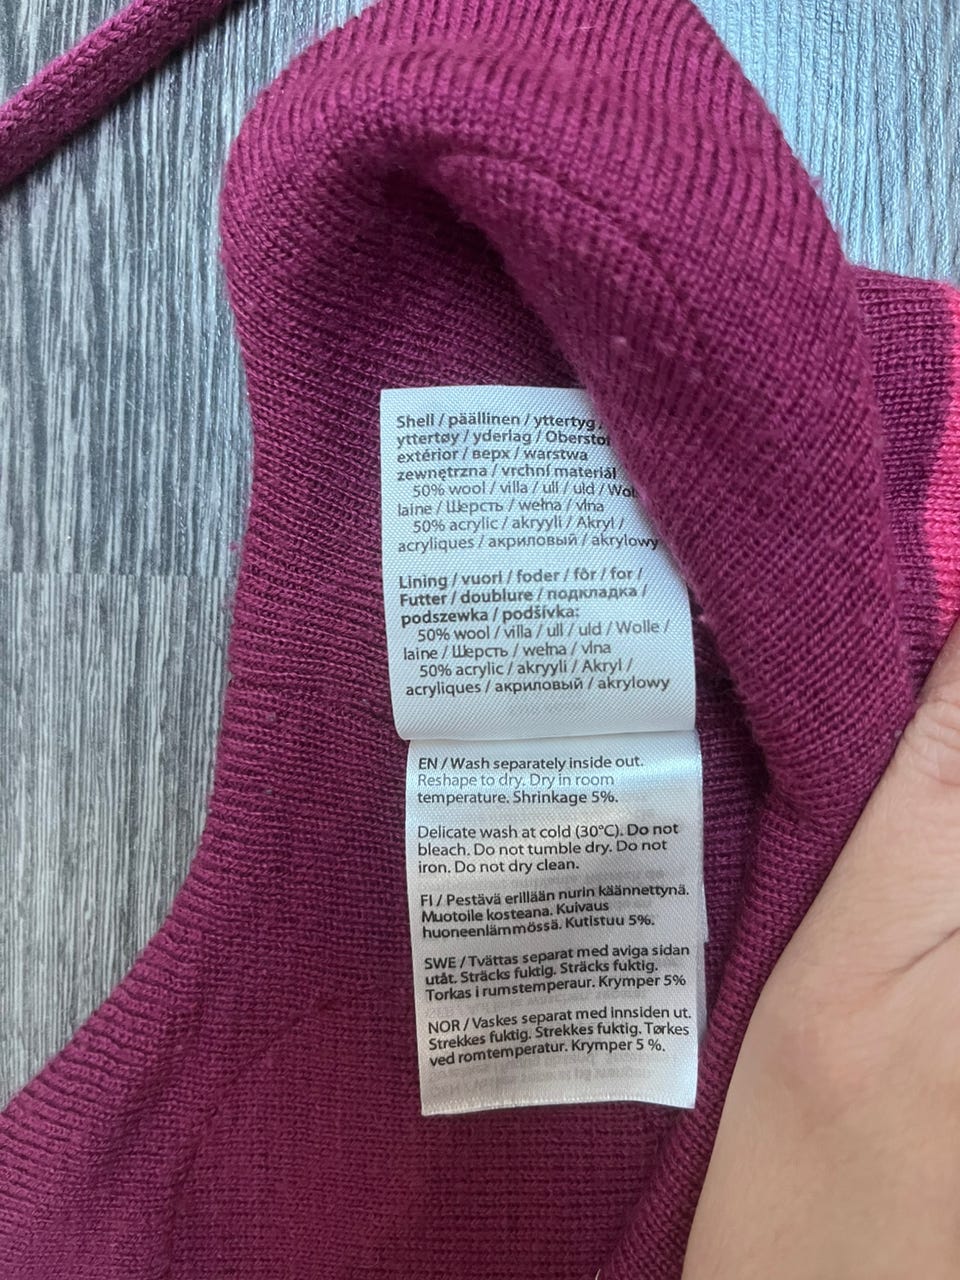 Shell / päällinen / yttertyg
yttertøy / yderlag /
extérior / верх / warstwa
zewnętrzna / vrchní materiál
50% wool / villa / ull / uld /
laine / Шерсть / wełna / vlna
50% acrylic / akryyli / Akryl /
acryliques / акриловый / akrylowy
Lining / vuori / foder / fôr / for /
Futter / doublure / подкладка /
podszewka / podšívka:
50% wool / villa / ull / uld / Wolle /
laine / Шерсть / wełna / vlna
50% acrylic / akryyli / Akryl /
acryliques / акриловый / akrylowy
EN / Wash separately inside out.
Reshape to dry. Dry in room
temperature. Shrinkage 5%.
Delicate wash at cold (30°C). Do not
bleach. Do not tumble dry. Do not
iron. Do not dry clean.
FI / Pestävä erillään nurin käännettynä.
Muotoile kosteana. Kuivaus
huoneenlämmössä. Kutistuu 5%.
SWE / Tvättas separat med aviga sidan
utåt. Sträcks fuktig. Sträcks fuktig.
Torkas i rumstemperaur. Krymper 5%
NOR / Vaskes separat med innsiden ut.
Strekkes fuktig. Strekkes fuktig. Tørkes
ved romtemperatur. Krymper 5 %.